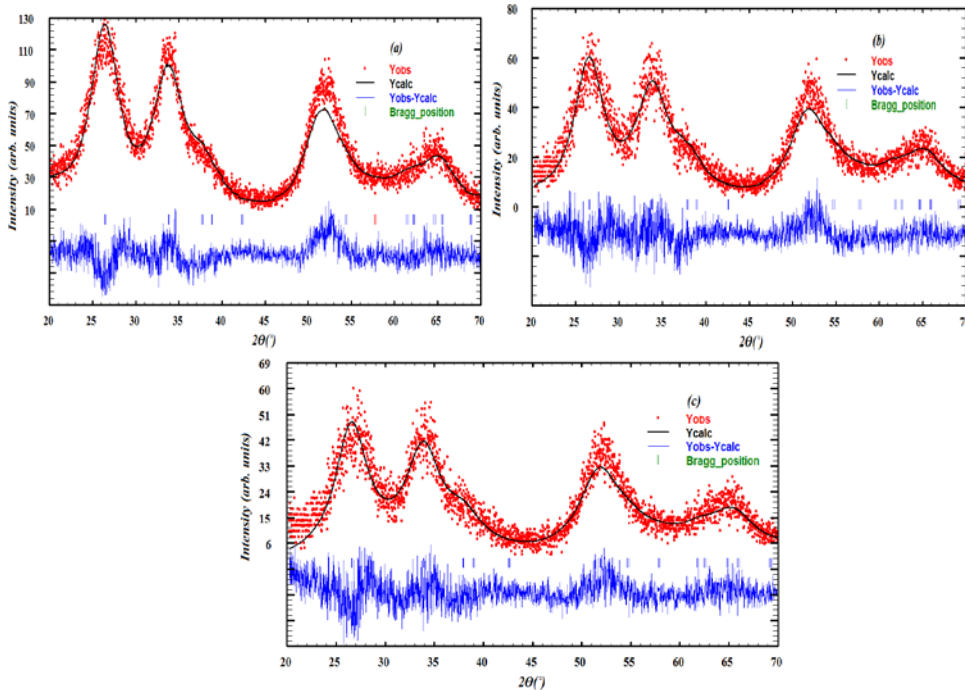 130
110
90
70
50
30
10
Intensity (arb. units)
(a)
Yobs
Ycalc
Yobs-Ycalc
Bragg_position
20 25 30 35 40 45 50 55 60 65 70
2θ(°)
80
60
40
20
0
Intensity (arb. units)
(b)
Yobs
Ycalc
Yobs-Ycalc
Bragg_position
20 25 30 35 40 45 50 55 60 65 70
2θ(°)
69
60
51
42
33
24
15
6
Intensity (arb. units)
(c)
Yobs
Ycalc
Yobs-Ycalc
Bragg_position
20 25 30 35 40 45 50 55 60 65 70
2θ(°)